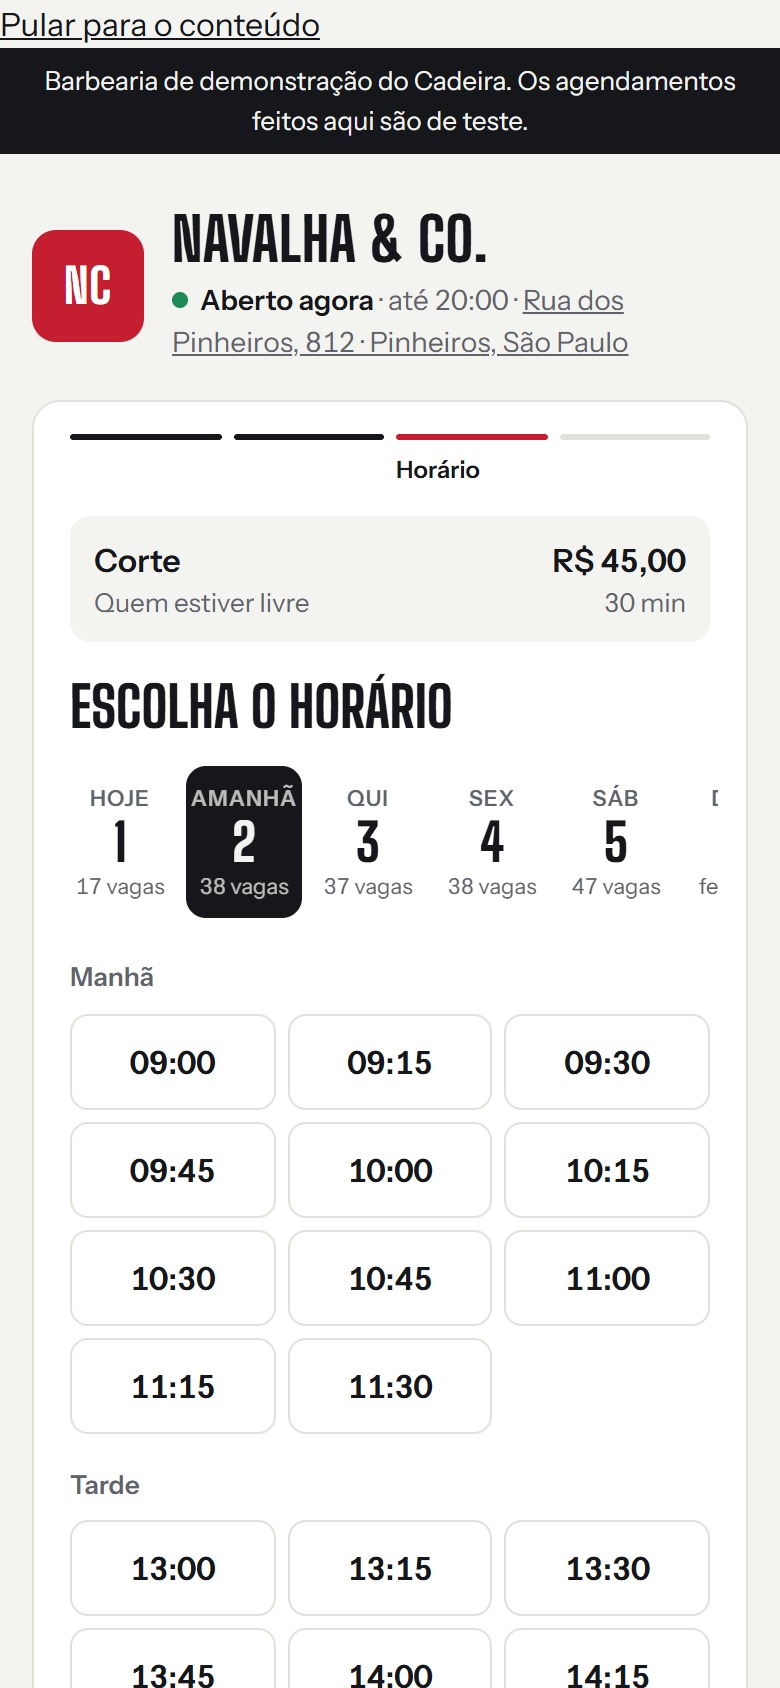 Pular para o conteúdo
Barbearia de demonstração do Cadeira. Os agendamentos
feitos aqui são de teste.
NC
NAVALHA & CO.
Aberto agora · até 20:00 · Rua dos
Pinheiros, 812 · Pinheiros, São Paulo
Horário
Corte R$ 45,00
Quem estiver livre 30 min
ESCOLHA O HORÁRIO
HOJE AMANHÃ QUI SEX SÁB
1 2 3 4 5
17 vagas 38 vagas 37 vagas 38 vagas 47 vagas fe
Manhã
09:00 09:15 09:30
09:45 10:00 10:15
10:30 10:45 11:00
11:15 11:30
Tarde
13:00 13:15 13:30
13:45 14:00 14:15